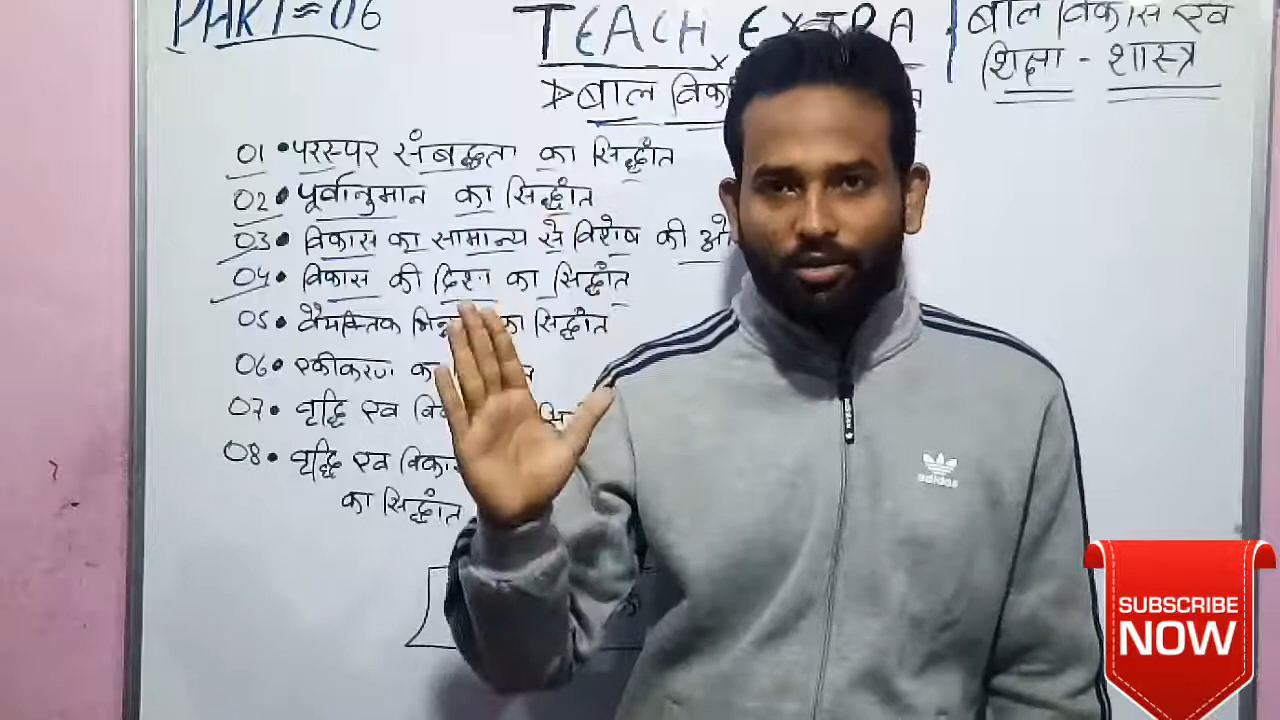 PART = 06
TEACH EXTRA
बाल विकास एव
शिक्षा - शास्त्र
बाल
01 • परस्पर संबद्धता का सिद्धांत
02 • पूर्वानुमान का सिद्धांत
03 • विकास का सामान्य से विशेष की
04 • विकास की का सिद्धांत
05 • का सिद्धांत
06 • एकीकरण
07 • वृद्धि एव
08 • वृद्धि एव विकास
का सिद्धांत
adidas
SUBSCRIBE
NOW